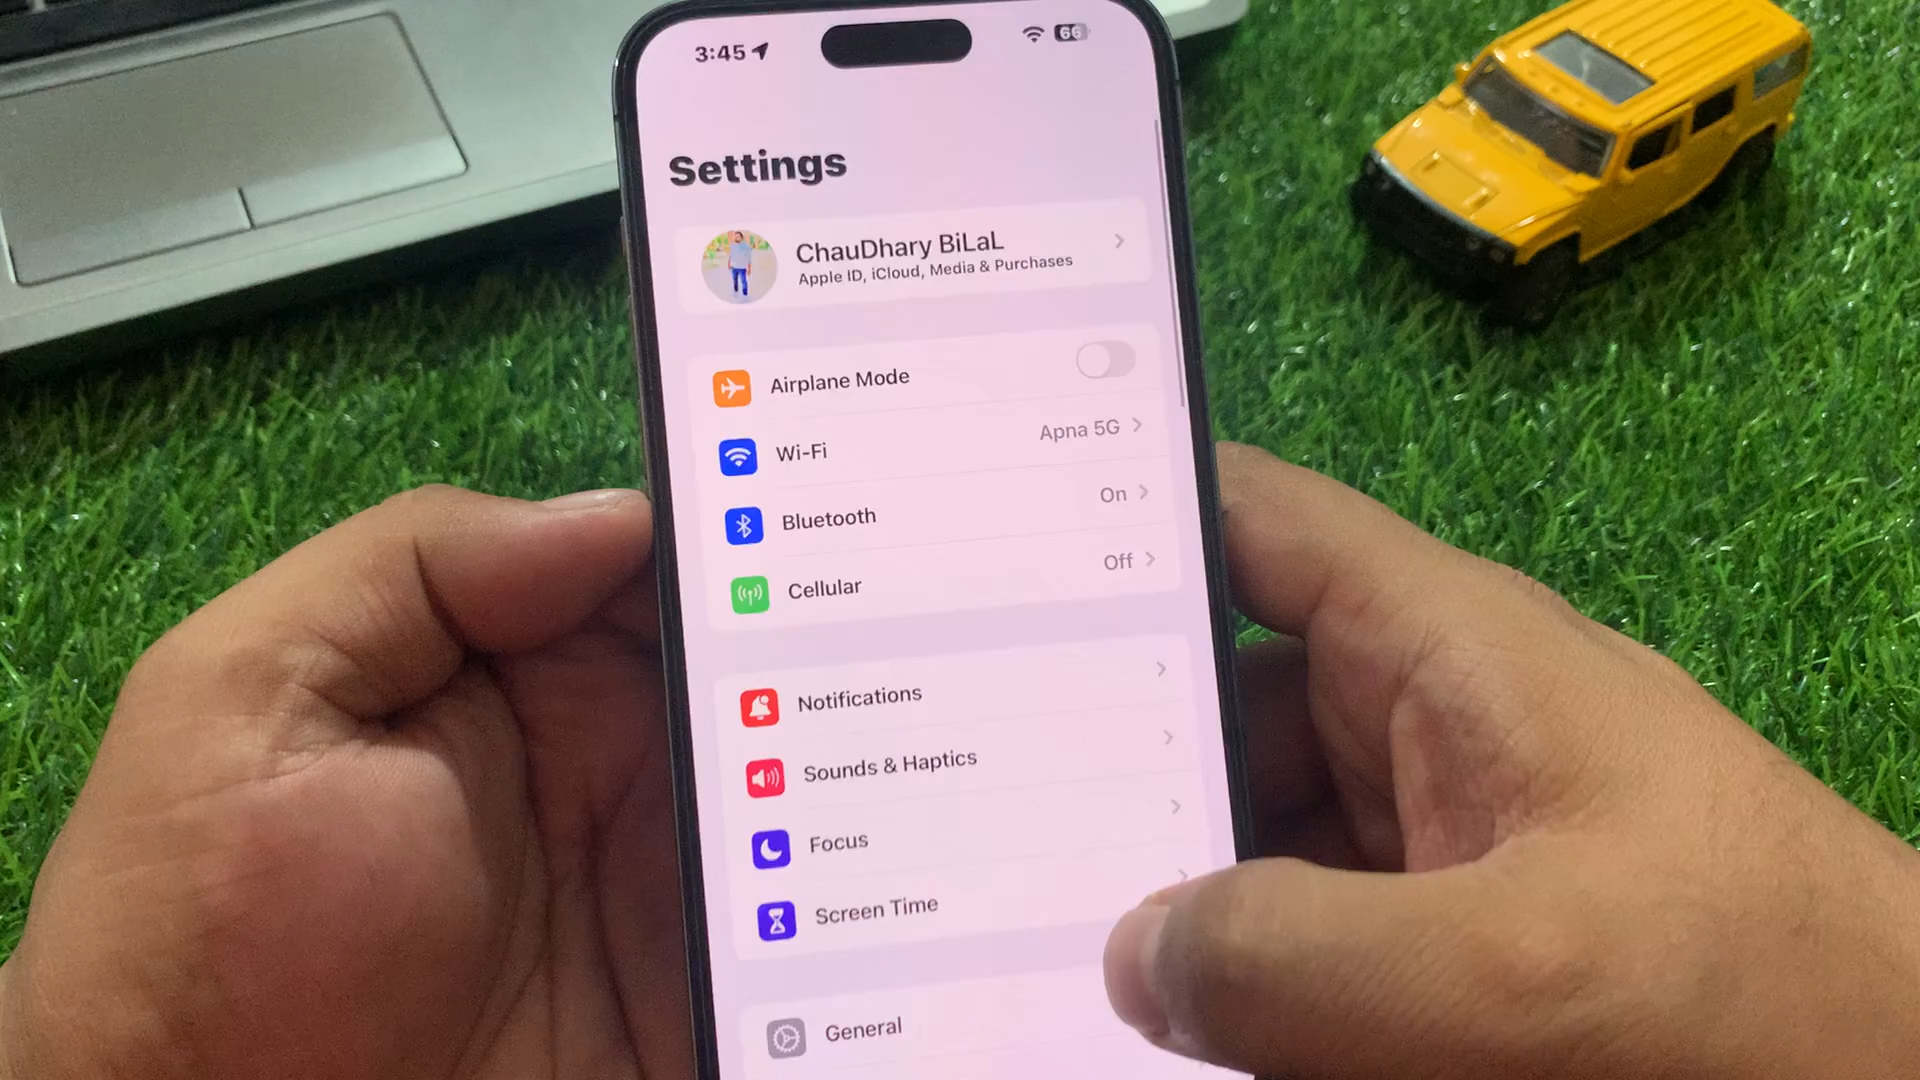 3:45
66
Settings
ChauDhary BiLaL
Apple ID, iCloud, Media & Purchases
Airplane Mode
Wi-Fi
Apna 5G
Bluetooth
On
Cellular
Off
Notifications
Sounds & Haptics
Focus
Screen Time
General